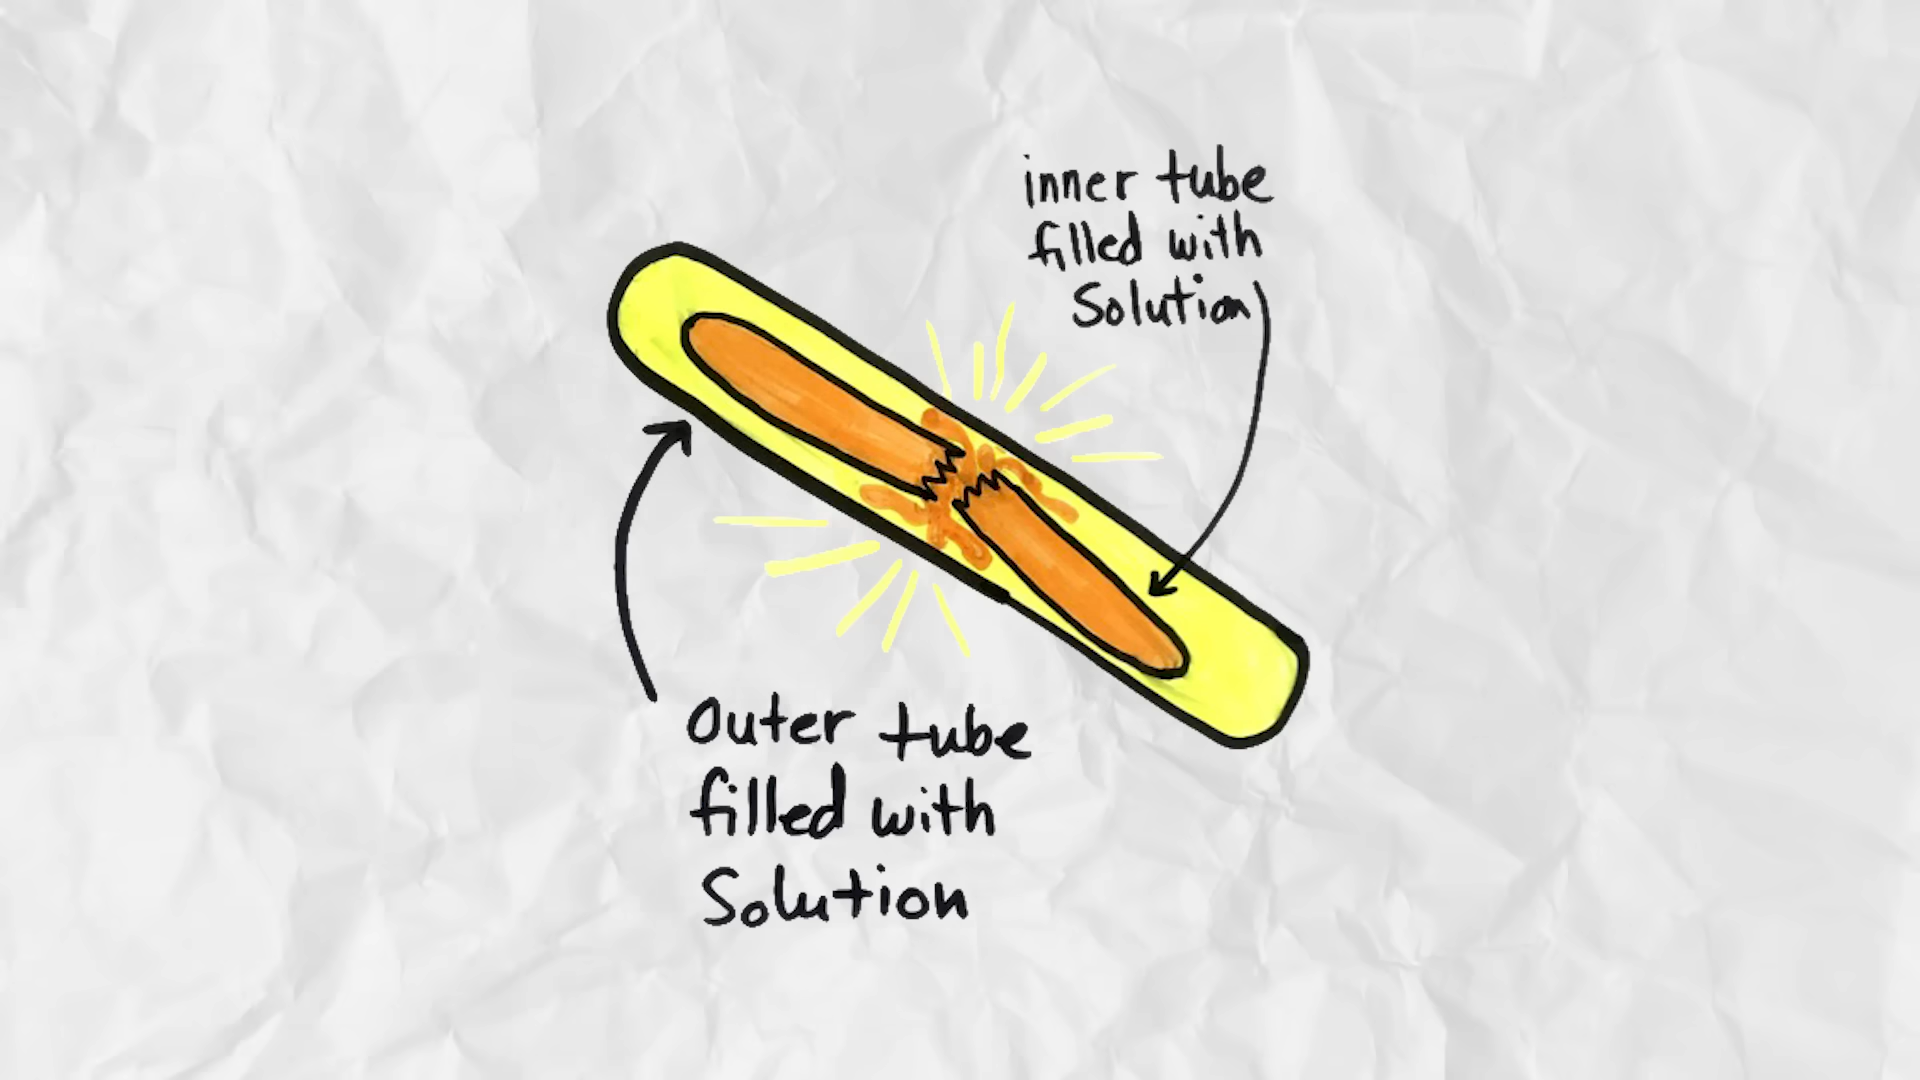 inner tube
filled with
Solution
Outer tube
filled with
Solution